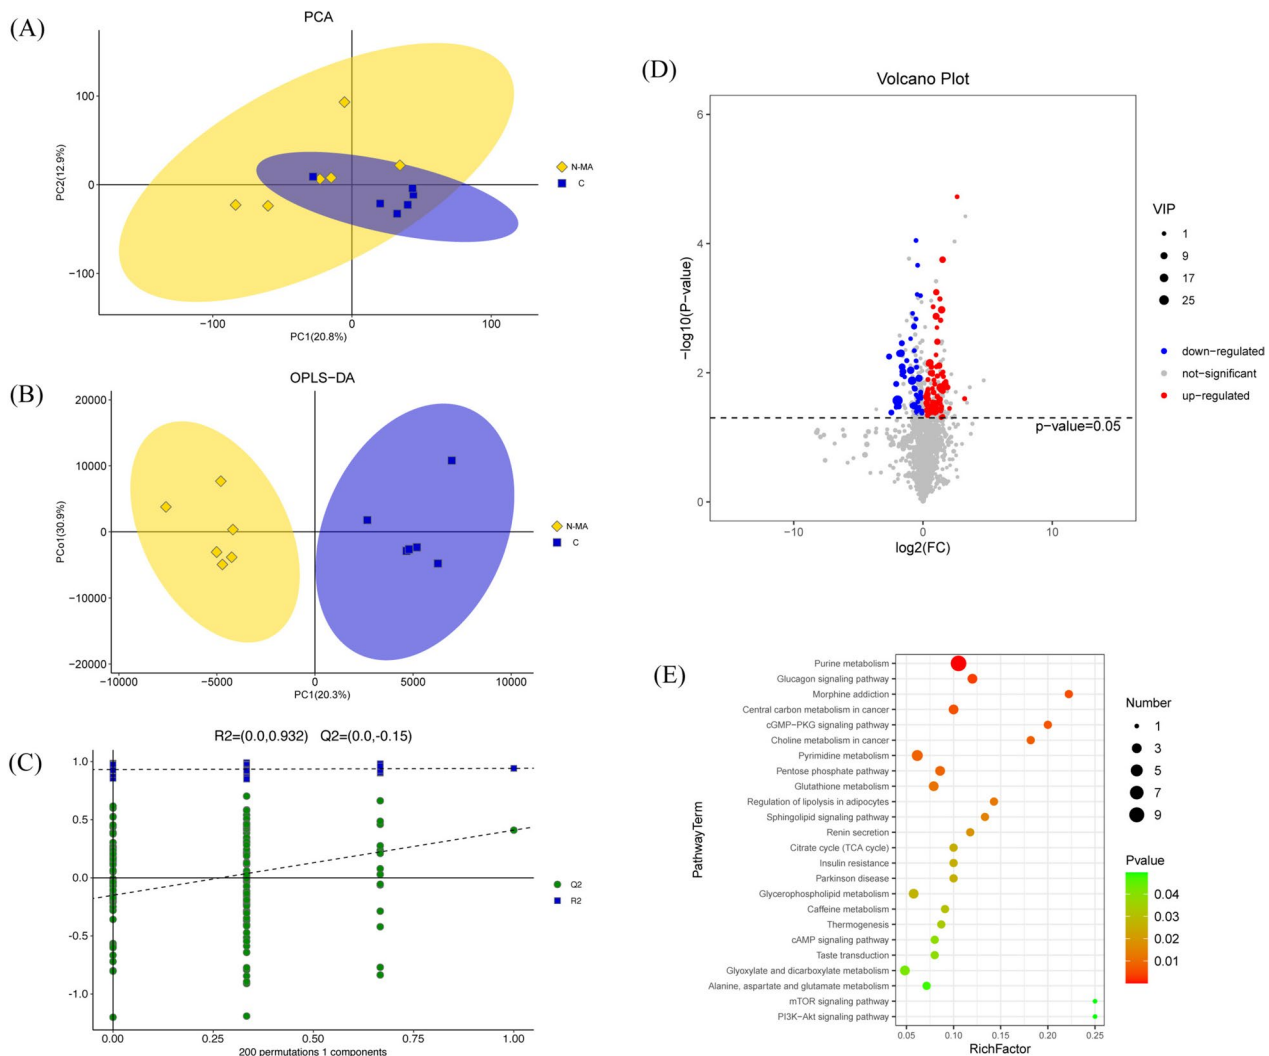 (A)
PCA
100
0
−100
PC2(12.9%)
−100
0
100
PC1(20.8%)
N-MA
C
(B)
OPLS-DA
20000
10000
0
−10000
−20000
PCo1(30.9%)
−10000
−5000
0
5000
10000
PC1(20.3%)
N-MA
C
(C)
R2=(0.0,0.932) Q2=(0.0,-0.15)
1.0
0.5
0.0
-0.5
-1.0
0.00
0.25
0.50
0.75
1.00
200 permutations 1 components
Q2
R2
(D)
Volcano Plot
6
4
2
0
−log10(P−value)
p−value=0.05
−10
0
10
log2(FC)
VIP
1
9
17
25
down−regulated
not−significant
up−regulated
(E)
PathwayTerm
Purine metabolism
Glucagon signaling pathway
Morphine addiction
Central carbon metabolism in cancer
cGMP−PKG signaling pathway
Choline metabolism in cancer
Pyrimidine metabolism
Pentose phosphate pathway
Glutathione metabolism
Regulation of lipolysis in adipocytes
Sphingolipid signaling pathway
Renin secretion
Citrate cycle (TCA cycle)
Insulin resistance
Parkinson disease
Glycerophospholipid metabolism
Caffeine metabolism
Thermogenesis
cAMP signaling pathway
Taste transduction
Glyoxylate and dicarboxylate metabolism
Alanine, aspartate and glutamate metabolism
mTOR signaling pathway
PI3K−Akt signaling pathway
0.05
0.10
0.15
0.20
0.25
RichFactor
Number
1
3
5
7
9
Pvalue
0.04
0.03
0.02
0.01